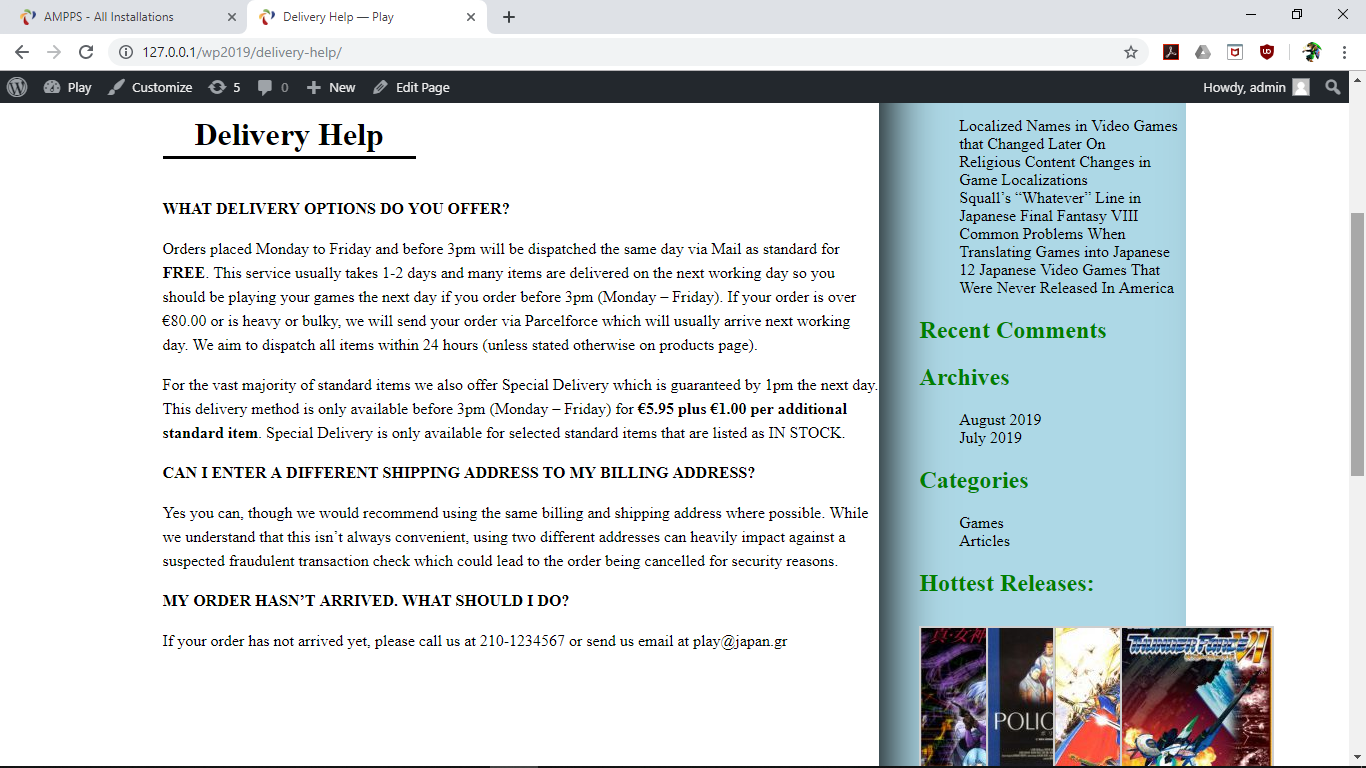 AMPPS - All Installations
Delivery Help — Play
127.0.0.1/wp2019/delivery-help/
Play
Customize
5
0
New
Edit Page
Howdy, admin
Delivery Help
WHAT DELIVERY OPTIONS DO YOU OFFER?
Orders placed Monday to Friday and before 3pm will be dispatched the same day via Mail as standard for
FREE. This service usually takes 1-2 days and many items are delivered on the next working day so you
should be playing your games the next day if you order before 3pm (Monday – Friday). If your order is over
€80.00 or is heavy or bulky, we will send your order via Parcelforce which will usually arrive next working
day. We aim to dispatch all items within 24 hours (unless stated otherwise on products page).
For the vast majority of standard items we also offer Special Delivery which is guaranteed by 1pm the next day.
This delivery method is only available before 3pm (Monday – Friday) for €5.95 plus €1.00 per additional
standard item. Special Delivery is only available for selected standard items that are listed as IN STOCK.
CAN I ENTER A DIFFERENT SHIPPING ADDRESS TO MY BILLING ADDRESS?
Yes you can, though we would recommend using the same billing and shipping address where possible. While
we understand that this isn’t always convenient, using two different addresses can heavily impact against a
suspected fraudulent transaction check which could lead to the order being cancelled for security reasons.
MY ORDER HASN’T ARRIVED. WHAT SHOULD I DO?
If your order has not arrived yet, please call us at 210-1234567 or send us email at play@japan.gr
Localized Names in Video Games
that Changed Later On
Religious Content Changes in
Game Localizations
Squall’s “Whatever” Line in
Japanese Final Fantasy VIII
Common Problems When
Translating Games into Japanese
12 Japanese Video Games That
Were Never Released In America
Recent Comments
Archives
August 2019
July 2019
Categories
Games
Articles
Hottest Releases:
真・女神
POLIC
THUNDER FORCE VI